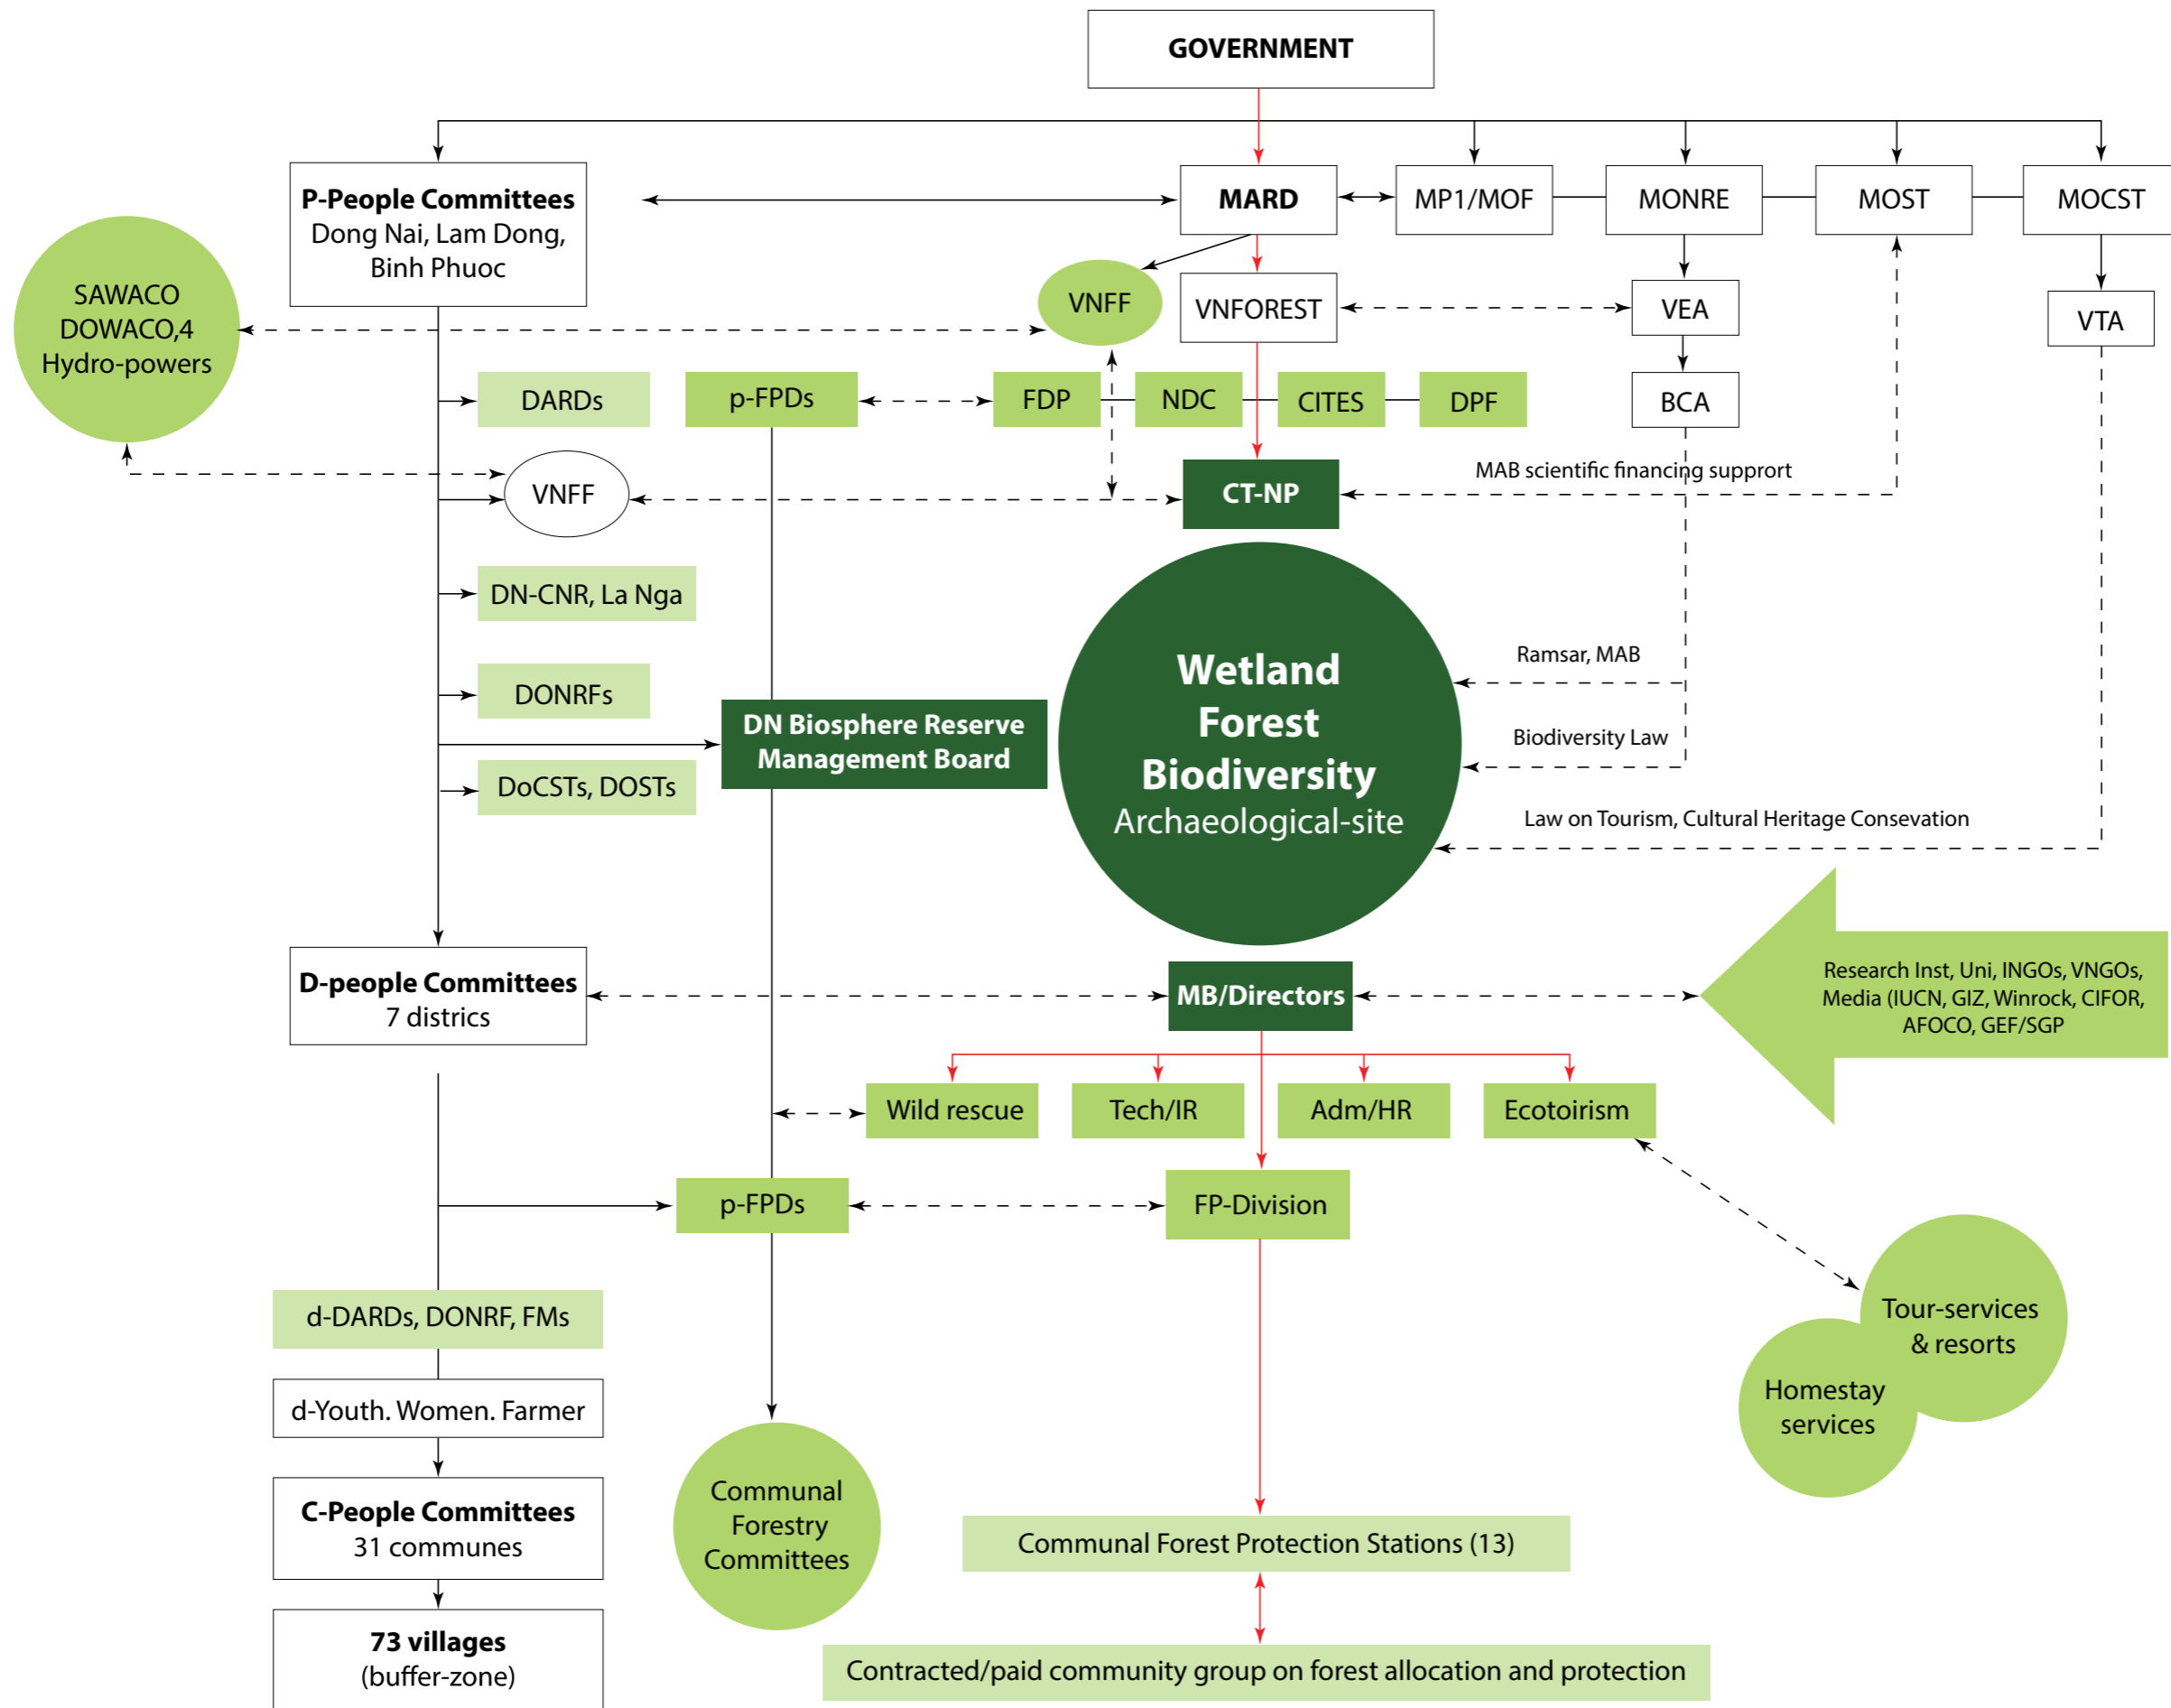 GOVERNMENT
P-People Committees
Dong Nai, Lam Dong,
Binh Phuoc
MARD
MP1/MOF
MONRE
MOST
MOCST
SAWACO
DOWACO,4
Hydro-powers
VNFF
VNFOREST
VEA
VTA
DARDs
p-FPDs
FDP
NDC
CITES
DPF
BCA
VNFF
CT-NP
MAB scientific financing supprort
DN-CNR, La Nga
Wetland
Forest
Biodiversity
Archaeological-site
Ramsar, MAB
DONRFs
DN Biosphere Reserve
Management Board
Biodiversity Law
DoCSTs, DOSTs
Law on Tourism, Cultural Heritage Consevation
D-people Committees
7 districs
MB/Directors
Research Inst, Uni, INGOs, VNGOs,
Media (IUCN, GIZ, Winrock, CIFOR,
AFOCO, GEF/SGP
Wild rescue
Tech/IR
Adm/HR
Ecotoirism
p-FPDs
FP-Division
d-DARDs, DONRF, FMs
Tour-services
& resorts
d-Youth. Women. Farmer
Homestay
services
C-People Committees
31 communes
Communal
Forestry
Committees
Communal Forest Protection Stations (13)
73 villages
(buffer-zone)
Contracted/paid community group on forest allocation and protection